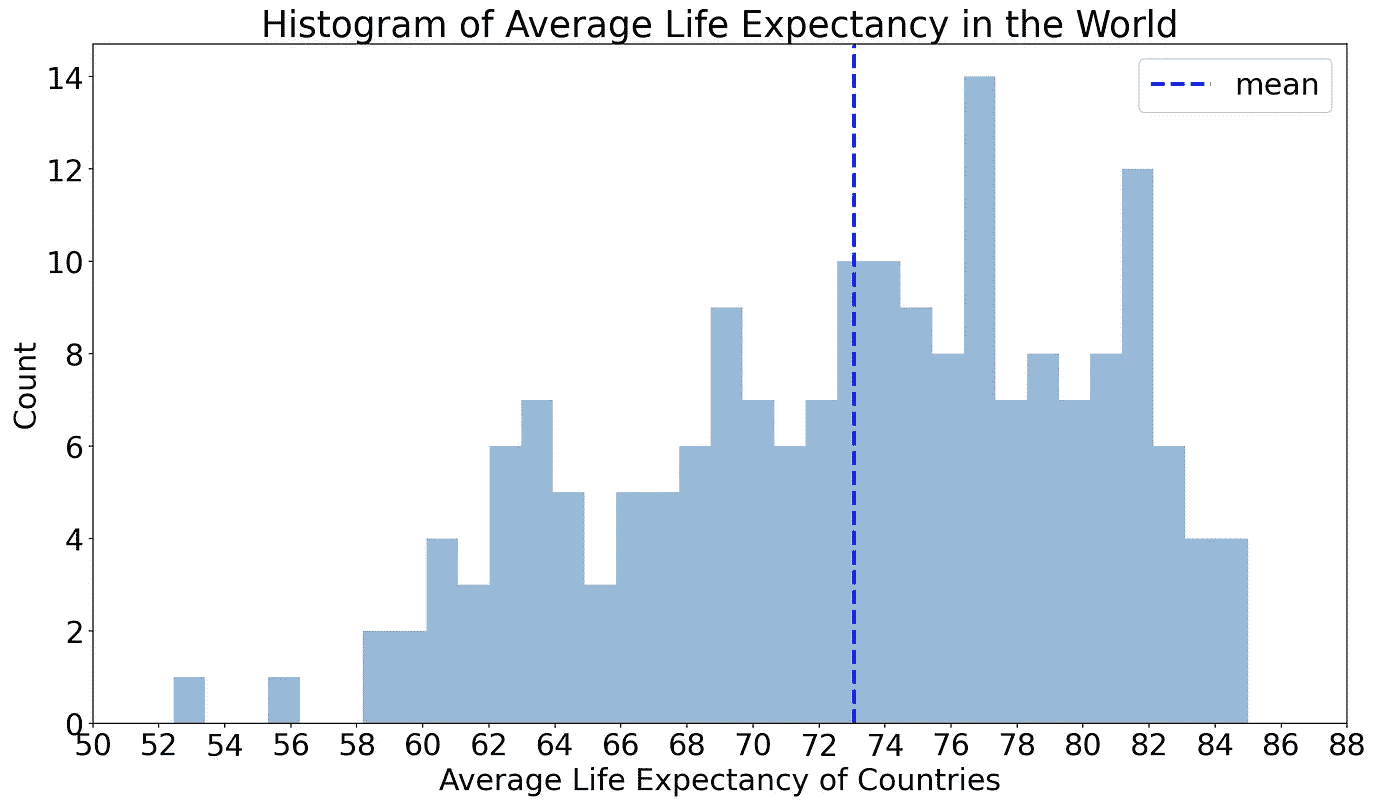 Histogram of Average Life Expectancy in the World
mean
14
12
10
8
6
4
2
0
Count
50 52 54 56 58 60 62 64 66 68 70 72 74 76 78 80 82 84 86 88
Average Life Expectancy of Countries